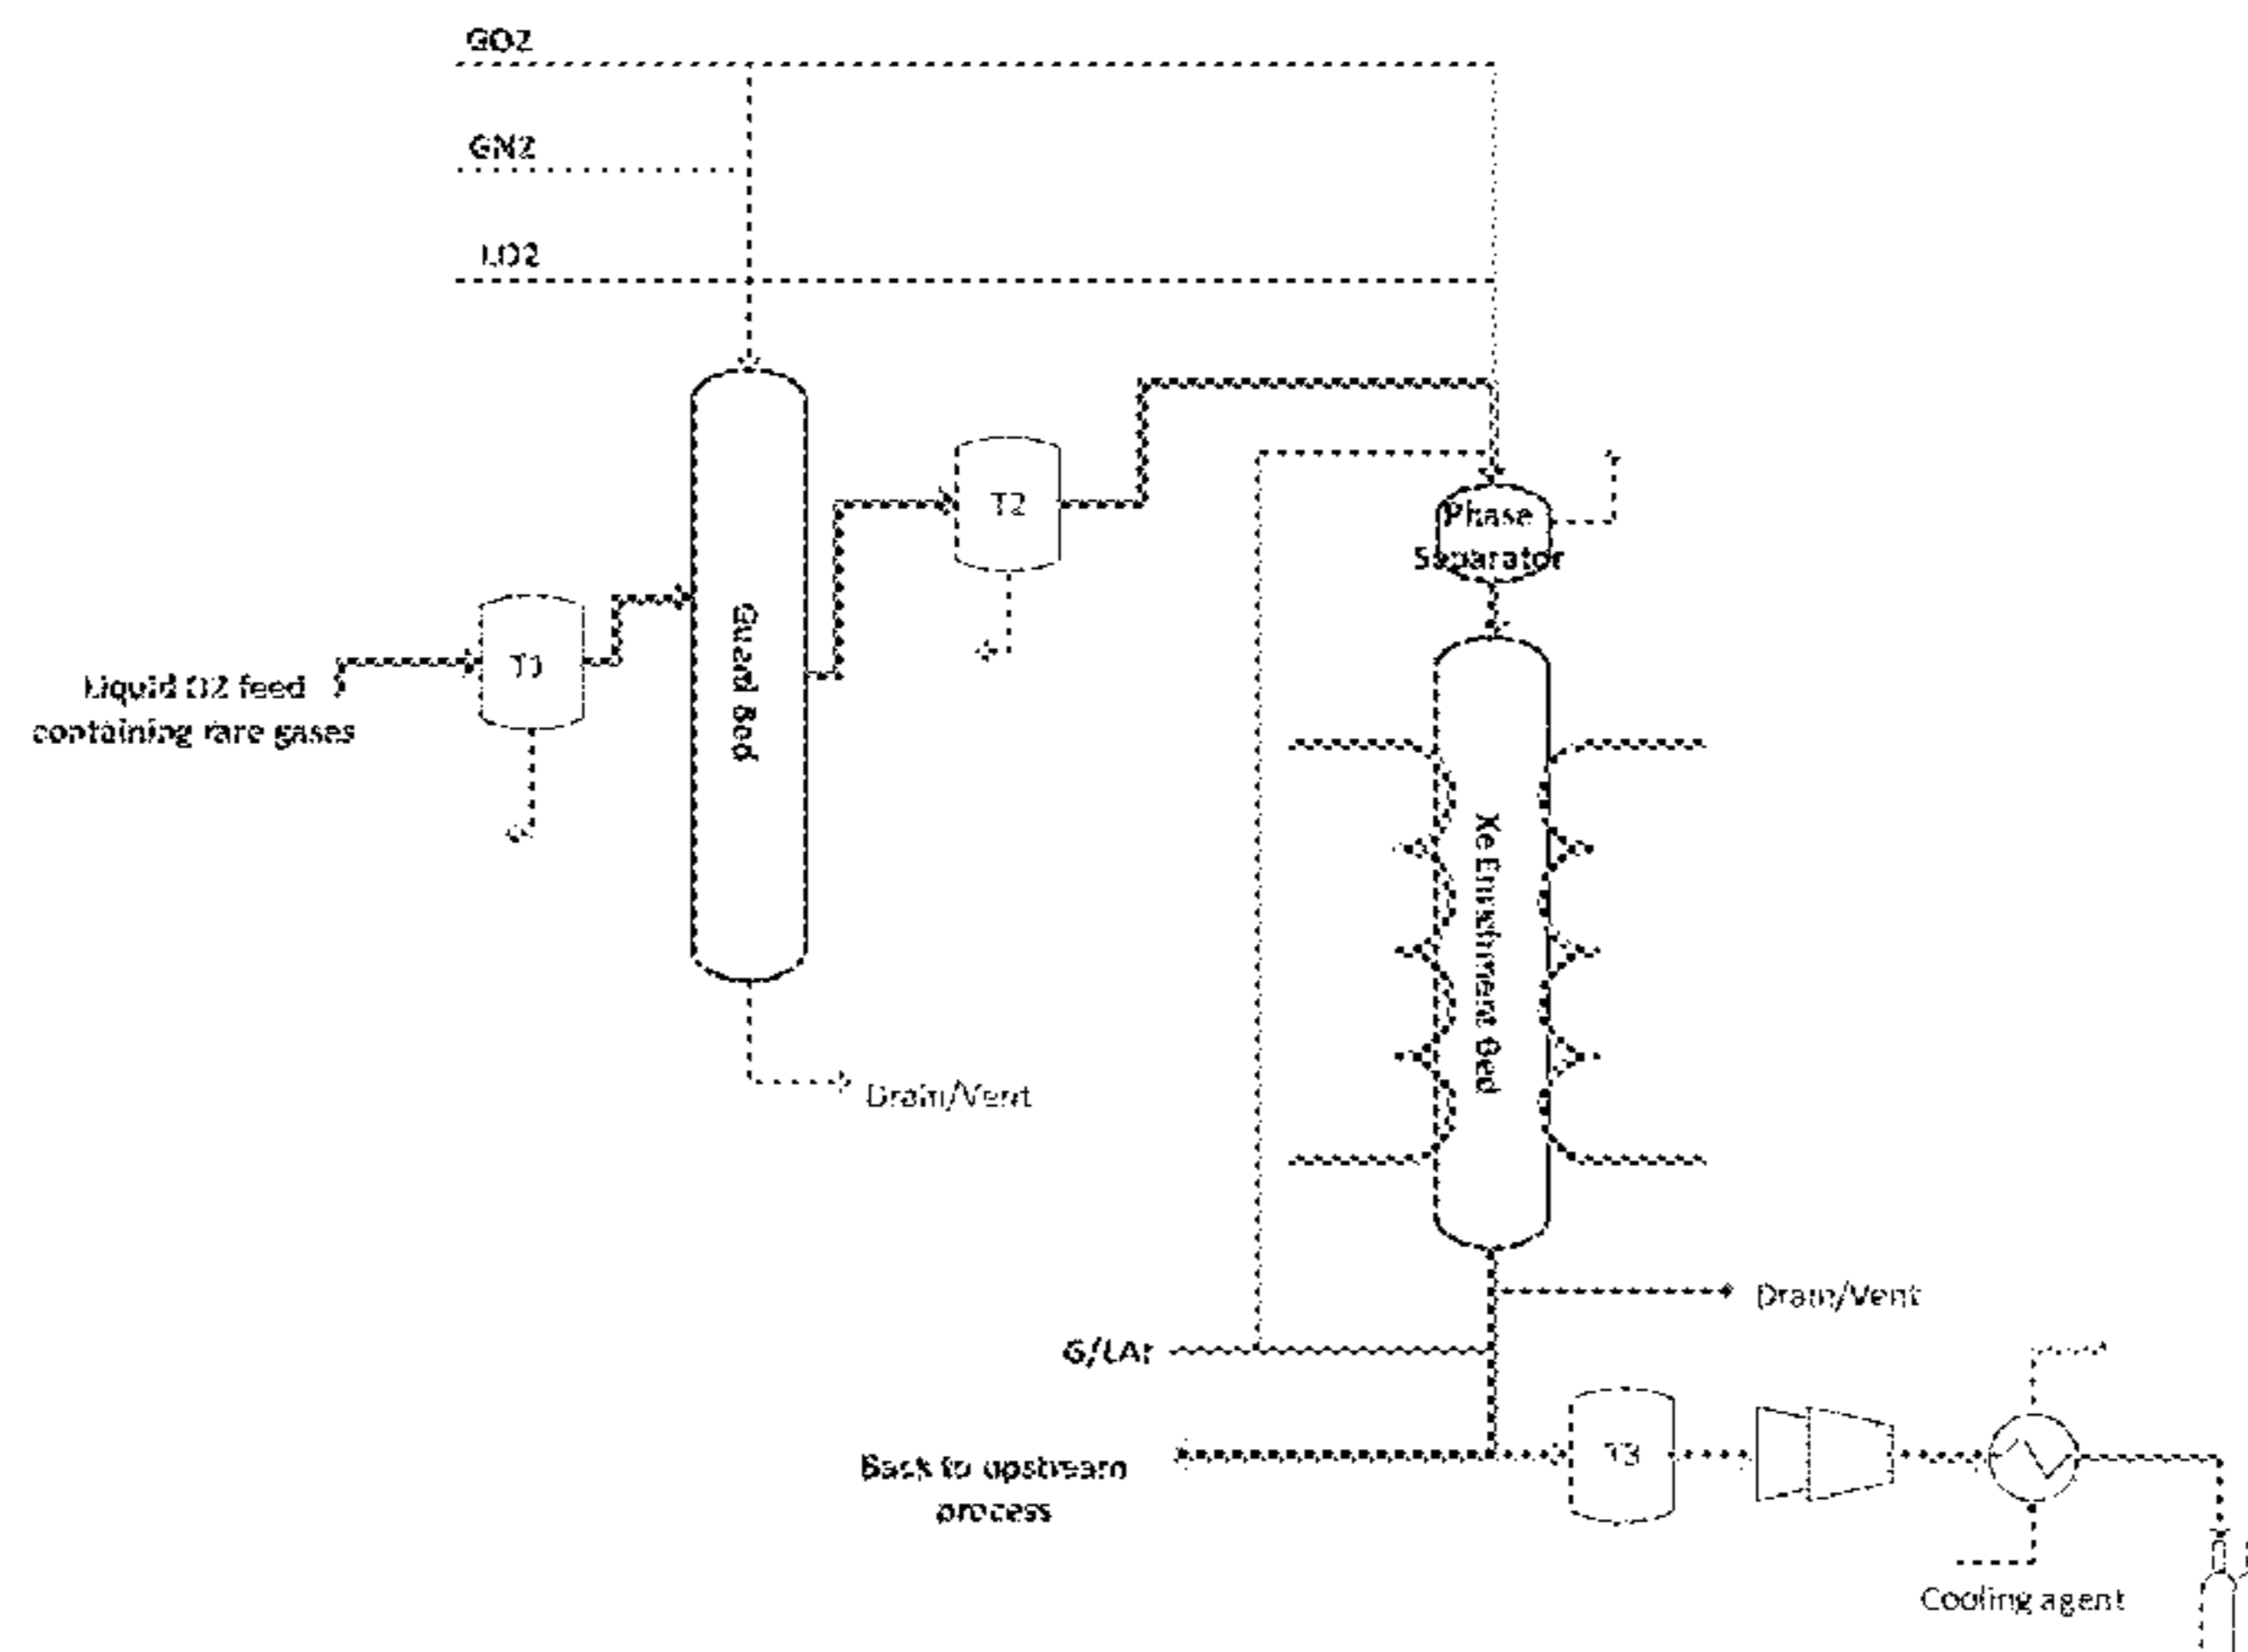 GO2
GN2
LO2
T2
Phase
Separator
T1
Guard Bed
Liquid O2 feed
containing rare gases
Xe Enrichment Bed
Drain/Vent
Drain/Vent
G/LAr
T3
Back to upstream
process
Cooling agent